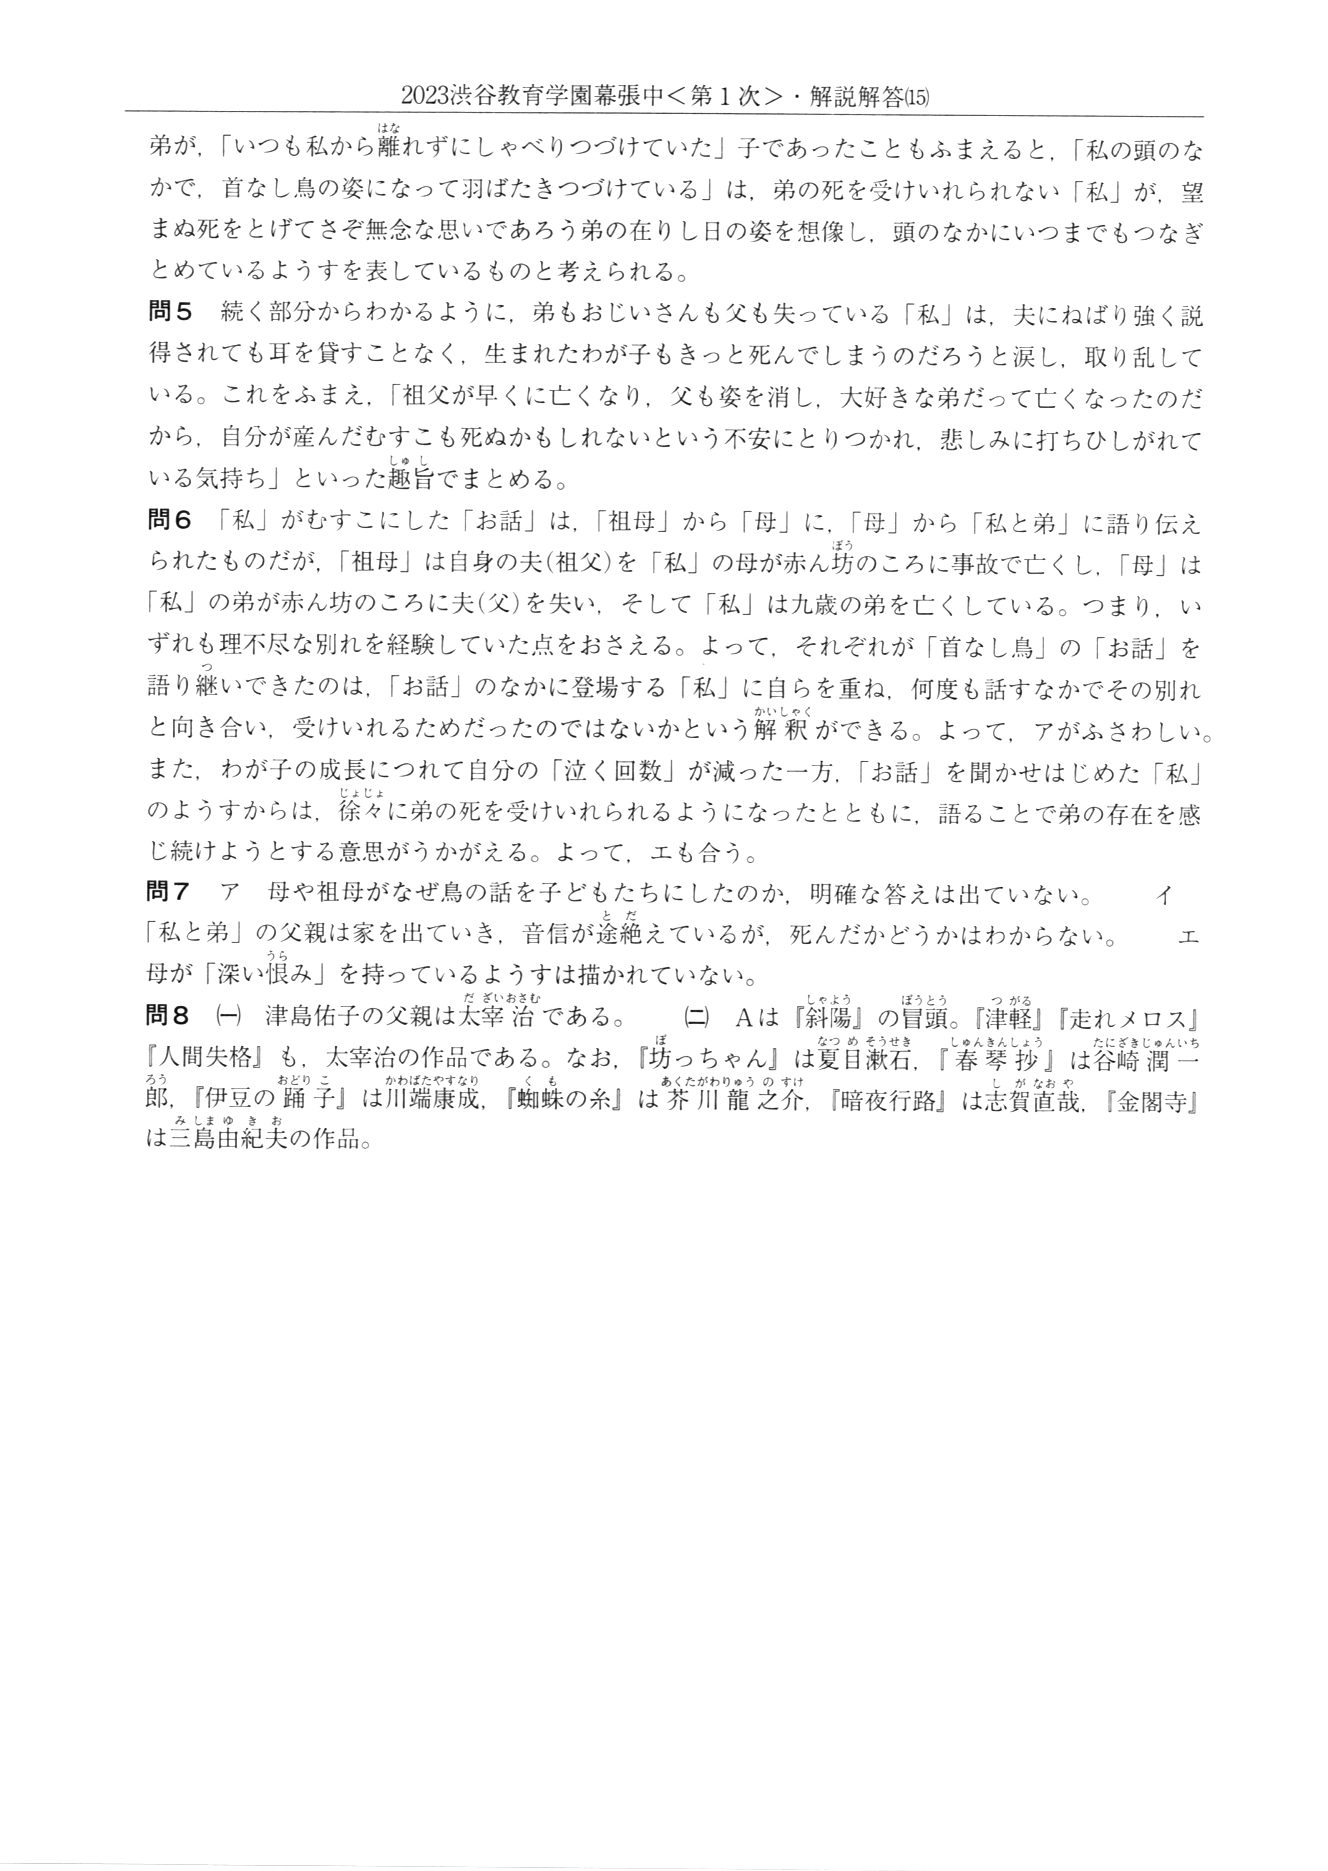 2023渋谷教育学園幕張中＜第１次＞・解説解答⒂
弟が，「いつも私から離れずにしゃべりつづけていた」子であったこともふまえると，「私の頭のな
かで，首なし鳥の姿になって羽ばたきつづけている」は，弟の死を受けいれられない「私」が，望
まぬ死をとげてさぞ無念な思いであろう弟の在りし日の姿を想像し，頭のなかにいつまでもつなぎ
とめているようすを表しているものと考えられる。
問５　続く部分からわかるように，弟もおじいさんも父も失っている「私」は，夫にねばり強く説
得されても耳を貸すことなく，生まれたわが子もきっと死んでしまうのだろうと涙し，取り乱して
いる。これをふまえ，「祖父が早くに亡くなり，父も姿を消し，大好きな弟だって亡くなったのだ
から，自分が産んだむすこも死ぬかもしれないという不安にとりつかれ，悲しみに打ちひしがれて
いる気持ち」といった趣旨でまとめる。
問６　「私」がむすこにした「お話」は，「祖母」から「母」に，「母」から「私と弟」に語り伝え
られたものだが，「祖母」は自身の夫(祖父)を「私」の母が赤ん坊のころに事故で亡くし，「母」は
「私」の弟が赤ん坊のころに夫(父)を失い，そして「私」は九歳の弟を亡くしている。つまり，い
ずれも理不尽な別れを経験していた点をおさえる。よって，それぞれが「首なし鳥」の「お話」を
語り継いできたのは，「お話」のなかに登場する「私」に自らを重ね，何度も話すなかでその別れ
と向き合い，受けいれるためだったのではないかという解釈ができる。よって，アがふさわしい。
また，わが子の成長につれて自分の「泣く回数」が減った一方，「お話」を聞かせはじめた「私」
のようすからは，徐々に弟の死を受けいれられるようになったとともに，語ることで弟の存在を感
じ続けようとする意思がうかがえる。よって，エも合う。
問７　ア　母や祖母がなぜ鳥の話を子どもたちにしたのか，明確な答えは出ていない。　　イ
「私と弟」の父親は家を出ていき，音信が途絶えているが，死んだかどうかはわからない。　　エ
母が「深い恨み」を持っているようすは描かれていない。
問８　㈠　津島佑子の父親は太宰治である。　　㈡　Ａは『斜陽』の冒頭。『津軽』『走れメロス』
『人間失格』も，太宰治の作品である。なお，『坊っちゃん』は夏目漱石，『春琴抄』は谷崎潤一
郎，『伊豆の踊子』は川端康成，『蜘蛛の糸』は芥川龍之介，『暗夜行路』は志賀直哉，『金閣寺』
は三島由紀夫の作品。